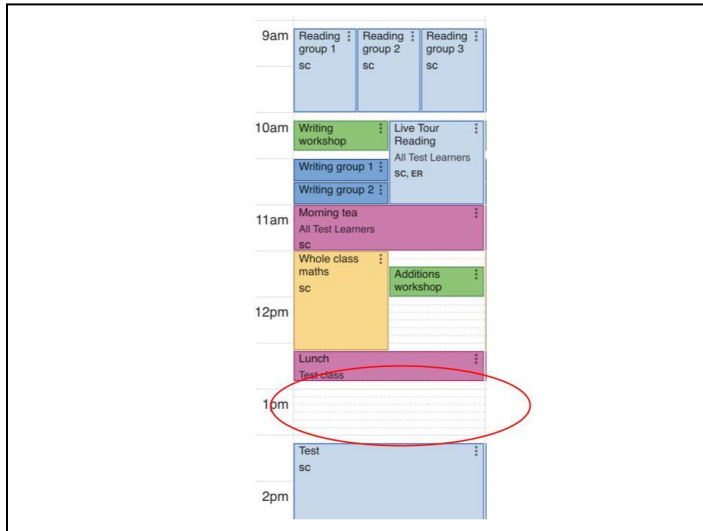 9am
Reading group 1
SC
Reading group 2
SC
Reading group 3
SC
10am
Writing workshop
Live Tour Reading
All Test Learners
SC, ER
Writing group 1
Writing group 2
11am
Morning tea
All Test Learners
SC
Whole class maths
SC
Additions workshop
12pm
Lunch
Test class
1pm
Test
SC
2pm